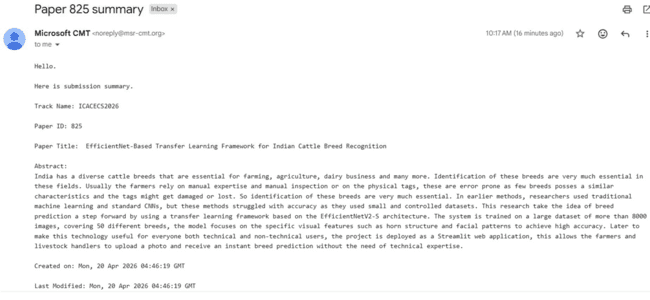 Paper 825 summary Inbox ×
Microsoft CMT <noreply@msr-cmt.org> 10:17 AM (16 minutes ago)
to me
Hello.
Here is submission summary.
Track Name: ICACECS2026
Paper ID: 825
Paper Title: EfficientNet-Based Transfer Learning Framework for Indian Cattle Breed Recognition
Abstract:
India has a diverse cattle breeds that are essential for farming, agriculture, dairy business and many more. Identification of these breeds are very much essential in
these fields. Usually the farmers rely on manual expertise and manual inspection or on the physical tags, these are error prone as few breeds posses a similar
characteristics and the tags might get damaged or lost. So identification of these breeds are very much essential. In earlier methods, researchers used traditional
machine learning and standard CNNs, but these methods struggled with accuracy as they used small and controlled datasets. This research take the idea of breed
prediction a step forward by using a transfer learning framework based on the EfficientNetV2-S architecture. The system is trained on a large dataset of more than 8000
images, covering 50 different breeds, the model focuses on the specific visual features such as horn structure and facial patterns to achieve high accuracy. Later to
make this technology useful for everyone both technical and non-technical users, the project is deployed as a Streamlit web application, this allows the farmers and
livestock handlers to upload a photo and receive an instant breed prediction without the need of technical expertise.
Created on: Mon, 20 Apr 2026 04:46:19 GMT
Last Modified: Mon, 20 Apr 2026 04:46:19 GMT